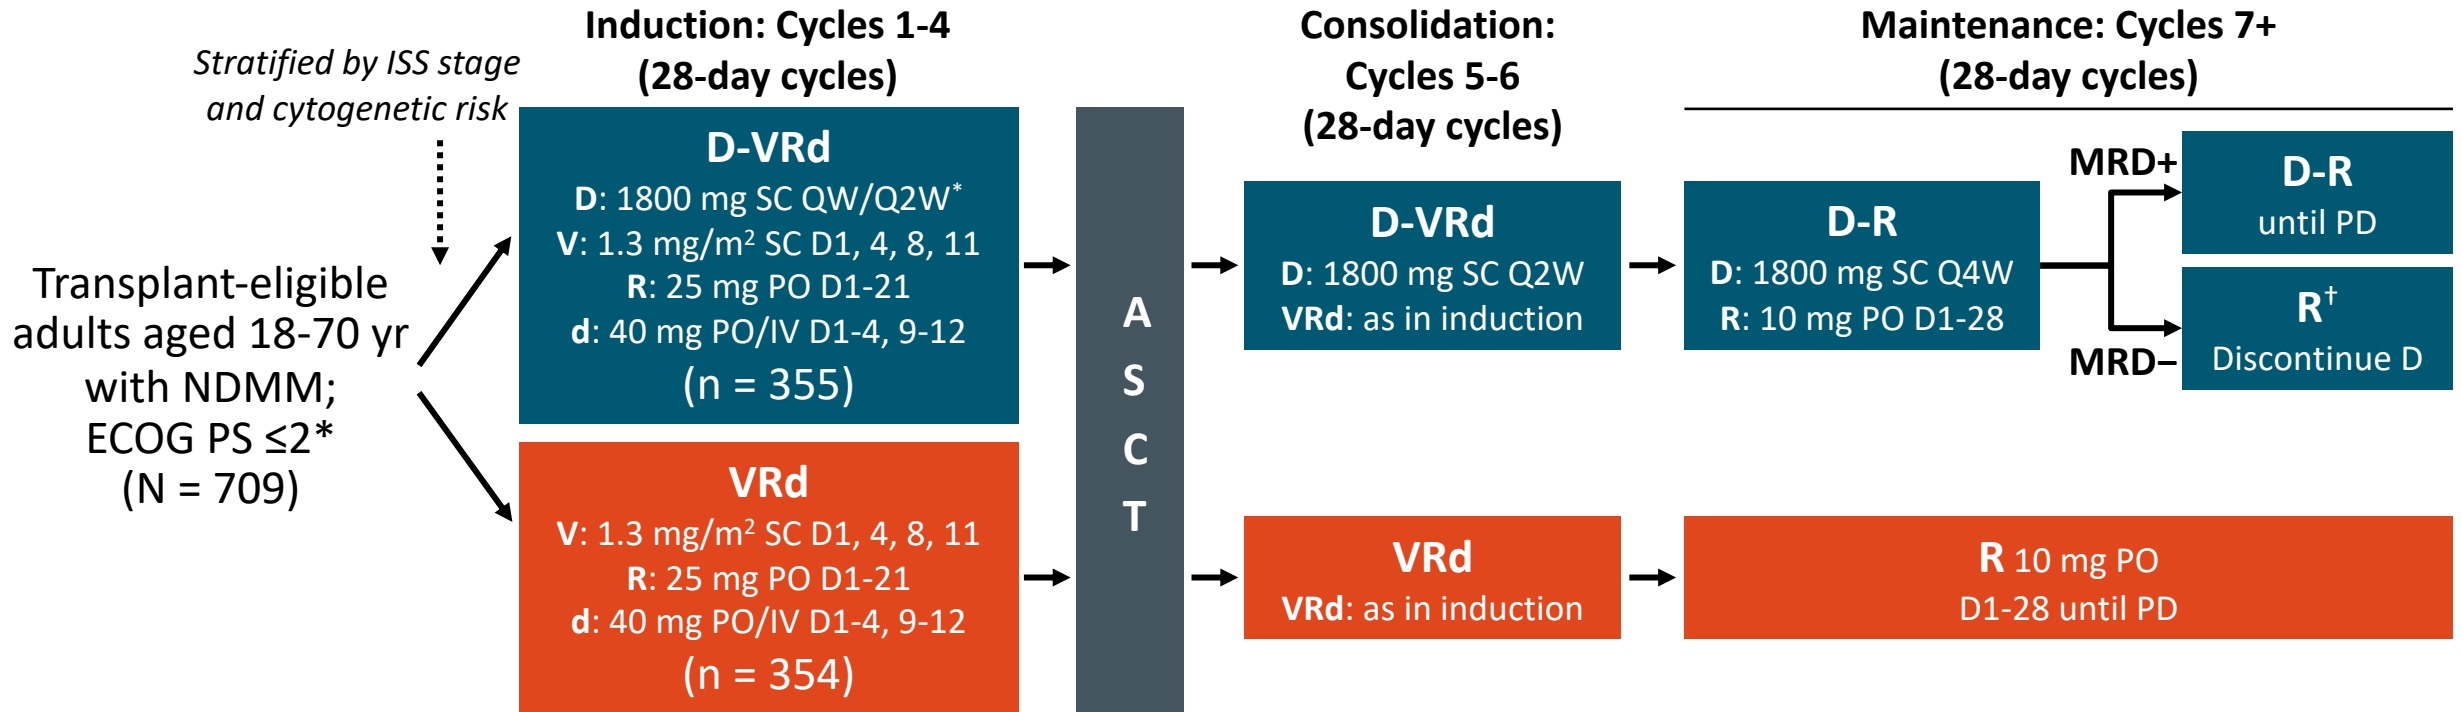 Stratified by ISS stage
and cytogenetic risk
Transplant-eligible
adults aged 18-70 yr
with NDMM;
ECOG PS ≤2*
(N = 709)
Induction: Cycles 1-4
(28-day cycles)
D-VRd
D: 1800 mg SC QW/Q2W*
V: 1.3 mg/m² SC D1, 4, 8, 11
R: 25 mg PO D1-21
d: 40 mg PO/IV D1-4, 9-12
(n = 355)
VRd
V: 1.3 mg/m² SC D1, 4, 8, 11
R: 25 mg PO D1-21
d: 40 mg PO/IV D1-4, 9-12
(n = 354)
A
S
C
T
Consolidation:
Cycles 5-6
(28-day cycles)
D-VRd
D: 1800 mg SC Q2W
VRd: as in induction
VRd
VRd: as in induction
Maintenance: Cycles 7+
(28-day cycles)
D-R
D: 1800 mg SC Q4W
R: 10 mg PO D1-28
MRD+
D-R
until PD
MRD−
R†
Discontinue D
R 10 mg PO
D1-28 until PD